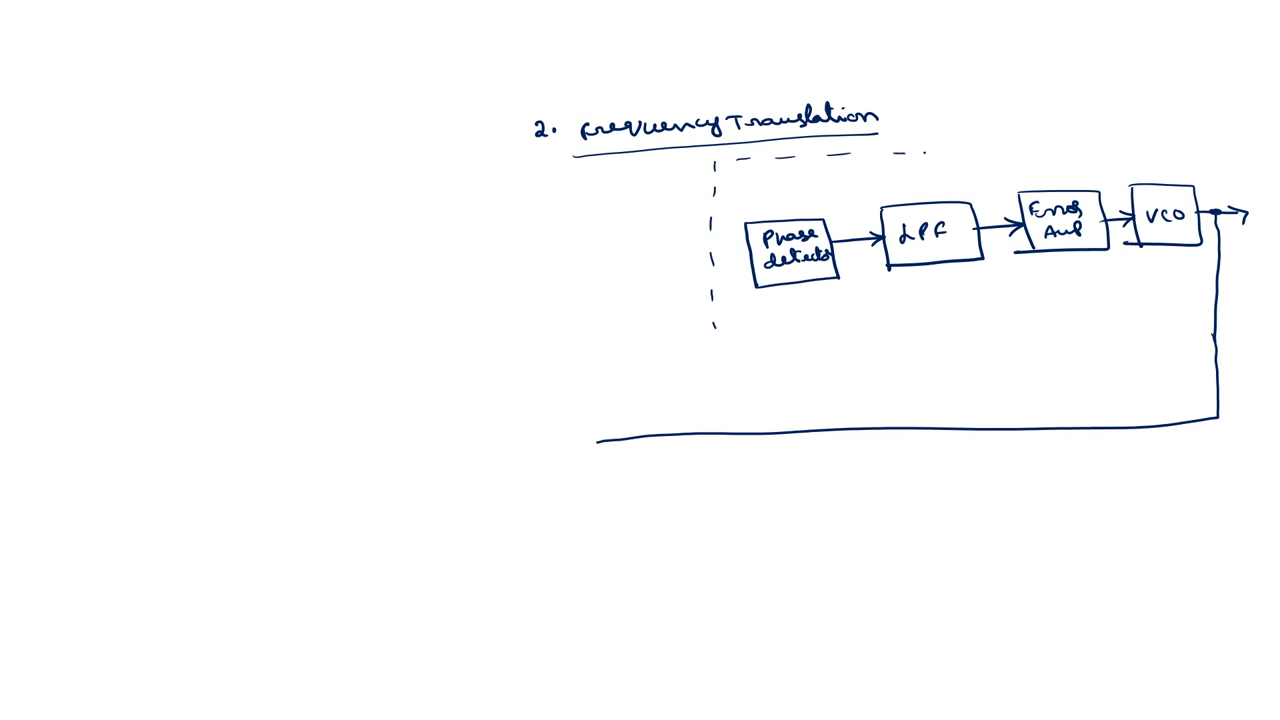 2. Frequency Translation
Phase
detector
LPF
Error
Amp
VCO